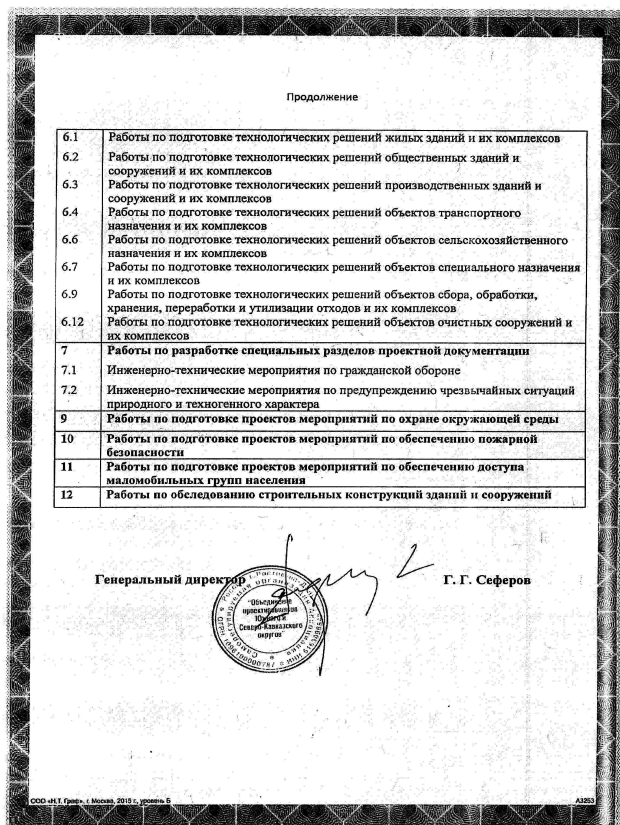 Продолжение
6.1 Работы по подготовке технологических решений жилых зданий и их комплексов
6.2 Работы по подготовке технологических решений общественных зданий и
сооружений и их комплексов
6.3 Работы по подготовке технологических решений производственных зданий и
сооружений и их комплексов
6.4 Работы по подготовке технологических решений объектов транспортного
назначения и их комплексов
6.6 Работы по подготовке технологических решений объектов сельскохозяйственного
назначения и их комплексов
6.7 Работы по подготовке технологических решений объектов специального назначения
и их комплексов
6.9 Работы по подготовке технологических решений объектов сбора, обработки,
хранения, переработки и утилизации отходов и их комплексов
6.12 Работы по подготовке технологических решений объектов очистных сооружений и
их комплексов
7 Работы по разработке специальных разделов проектной документации
7.1 Инженерно-технические мероприятия по гражданской обороне
7.2 Инженерно-технические мероприятия по предупреждению чрезвычайных ситуаций
природного и техногенного характера
9 Работы по подготовке проектов мероприятий по охране окружающей среды
10 Работы по подготовке проектов мероприятий по обеспечению пожарной
безопасности
11 Работы по подготовке проектов мероприятий по обеспечению доступа
маломобильных групп населения
12 Работы по обследованию строительных конструкций зданий и сооружений
Генеральный директор Г. Г. Сеферов
"Объединение
проектировщиков
Южного и
Северо-Кавказского
округов"
ООО «Н.Т. Граф», г. Москва, 2015 г., уровень Б А3253